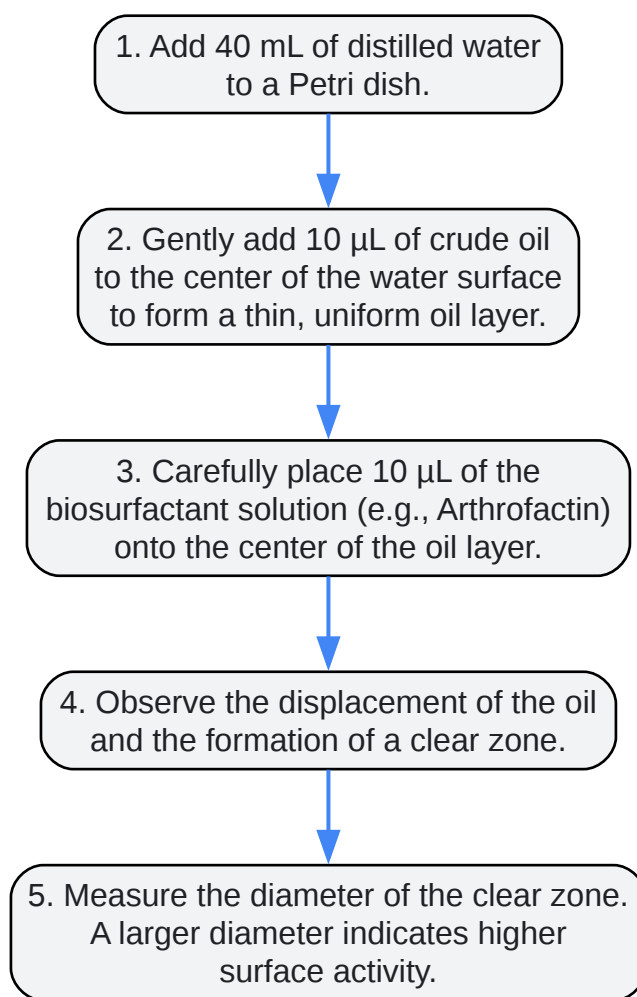 1. Add 40 mL of distilled water
to a Petri dish.
2. Gently add 10 µL of crude oil
to the center of the water surface
to form a thin, uniform oil layer.
3. Carefully place 10 µL of the
biosurfactant solution (e.g., Arthrofactin)
onto the center of the oil layer.
4. Observe the displacement of the oil
and the formation of a clear zone.
5. Measure the diameter of the clear zone.
A larger diameter indicates higher
surface activity.